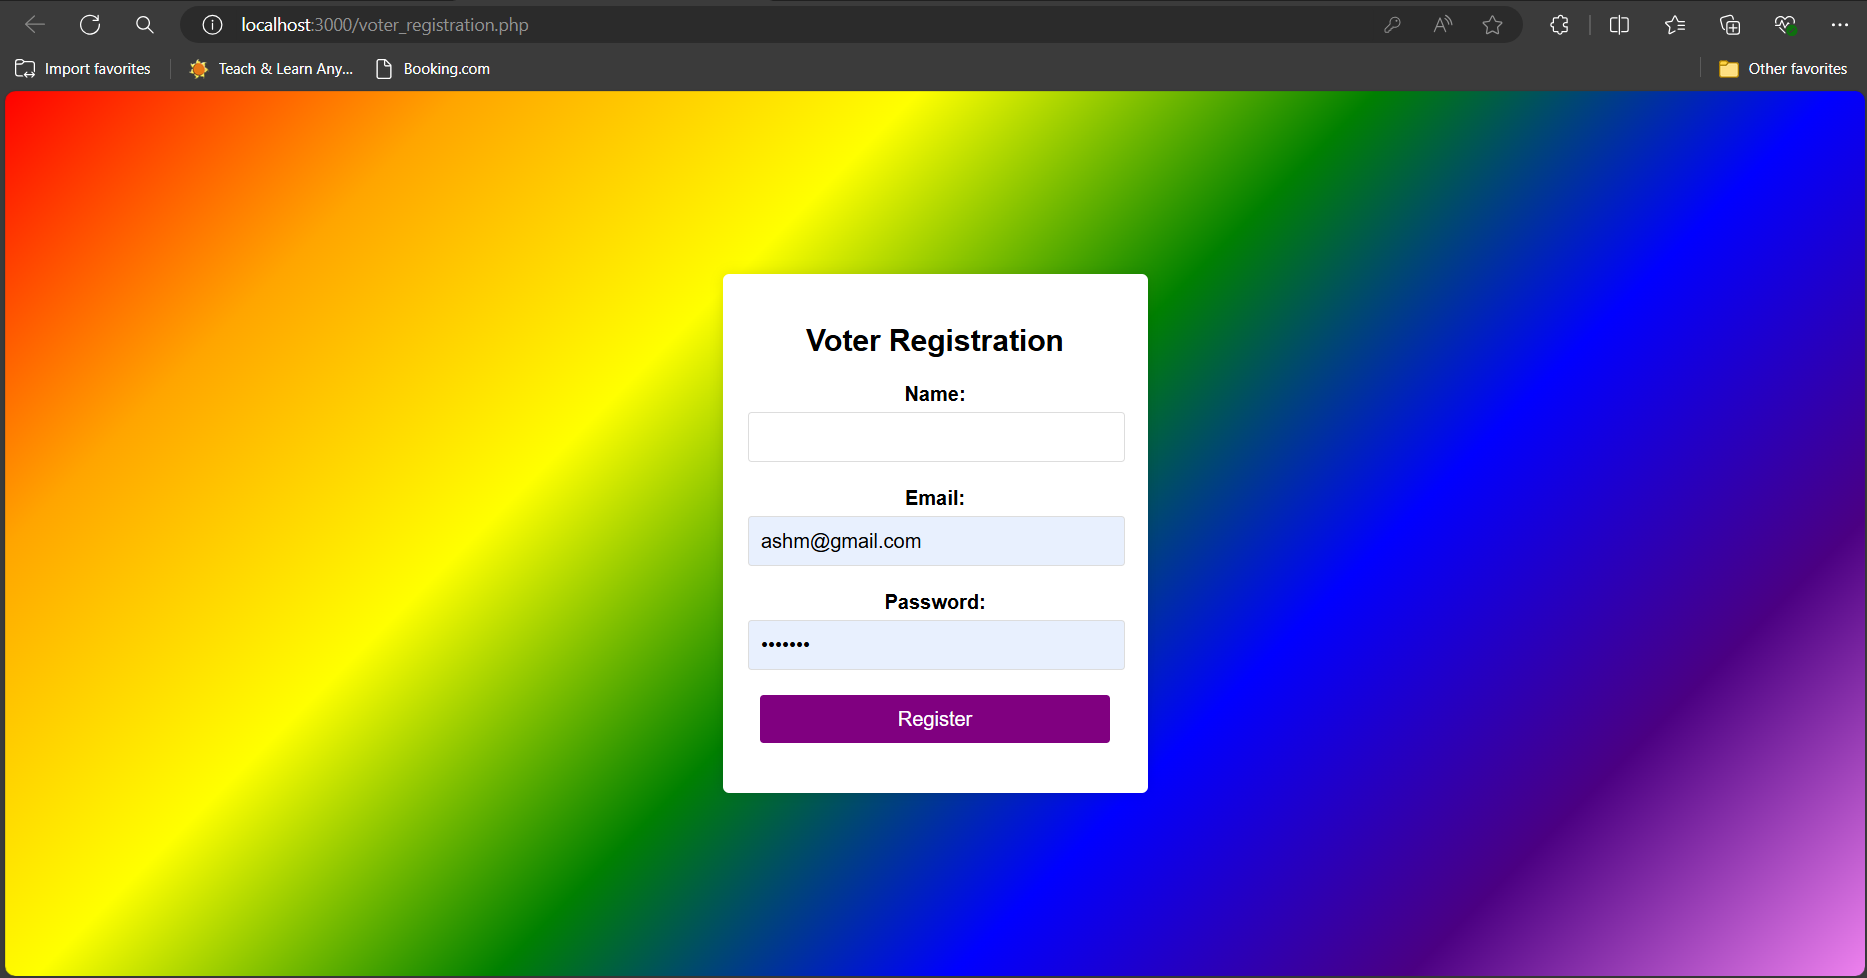 localhost:3000/voter_registration.php
Import favorites
Teach & Learn Any...
Booking.com
Other favorites
Voter Registration
Name:
Email:
ashm@gmail.com
Password:
•••••••
Register